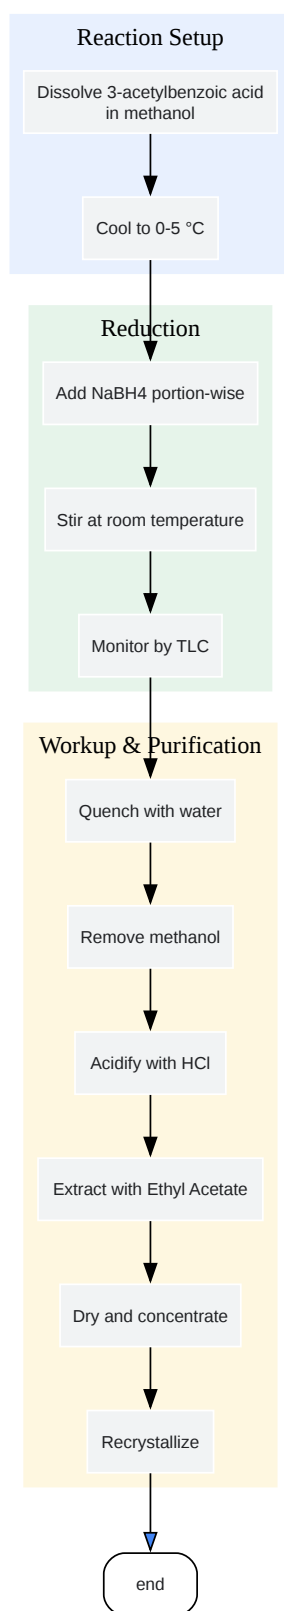 Reaction Setup
Dissolve 3-acetylbenzoic acid
in methanol
Cool to 0-5 °C
Reduction
Add NaBH4 portion-wise
Stir at room temperature
Monitor by TLC
Workup & Purification
Quench with water
Remove methanol
Acidify with HCl
Extract with Ethyl Acetate
Dry and concentrate
Recrystallize
end